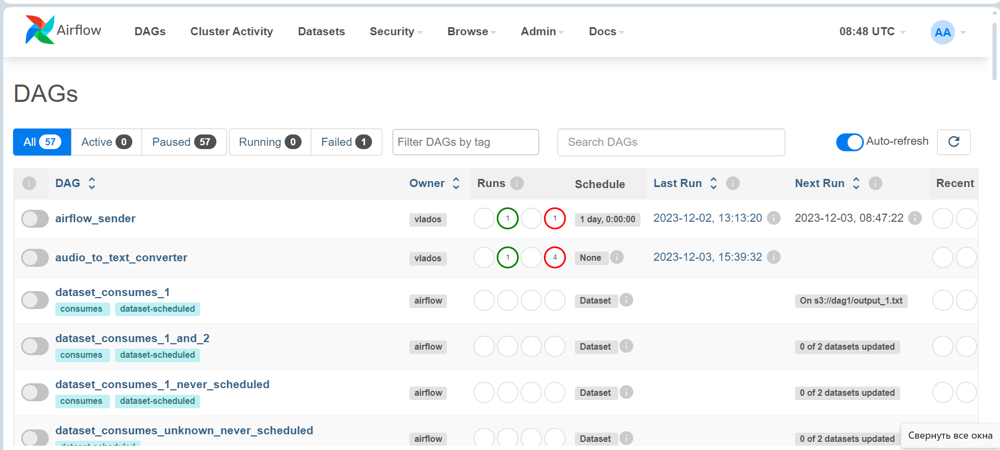 Airflow DAGs Cluster Activity Datasets Security Browse Admin Docs 08:48 UTC AA
DAGs
All 57 Active 0 Paused 57 Running 0 Failed 1 Filter DAGs by tag Search DAGs Auto-refresh
DAG Owner Runs Schedule Last Run Next Run Recent
airflow_sender vlados 1 1 1 day, 0:00:00 2023-12-02, 13:13:20 2023-12-03, 08:47:22
audio_to_text_converter vlados 1 4 None 2023-12-03, 15:39:32
dataset_consumes_1
consumes dataset-scheduled airflow Dataset On s3://dag1/output_1.txt
dataset_consumes_1_and_2
consumes dataset-scheduled airflow Dataset 0 of 2 datasets updated
dataset_consumes_1_never_scheduled
consumes dataset-scheduled airflow Dataset 0 of 2 datasets updated
dataset_consumes_unknown_never_scheduled
airflow Dataset 0 of 2 datasets updated
dataset-scheduled
Свернуть все окна